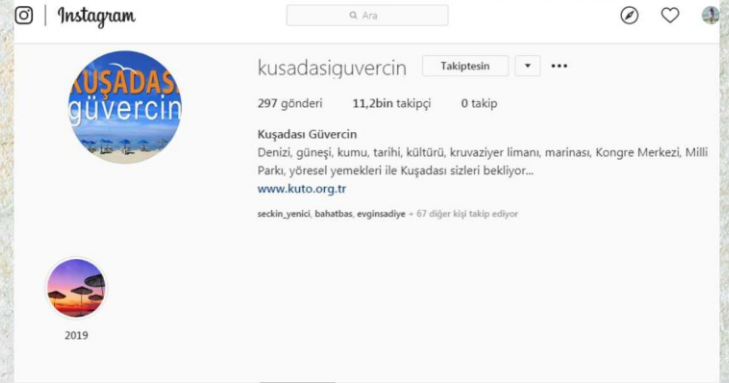 Instagram
Ara
KUŞADASI
güvercin
kusadasiguvercin Takiptesin
297 gönderi 11,2bin takipçi 0 takip
Kuşadası Güvercin
Denizi, güneşi, kumu, tarihi, kültürü, kruvaziyer limanı, marinası, Kongre Merkezi, Milli
Parkı, yöresel yemekleri ile Kuşadası sizleri bekliyor...
www.kuto.org.tr
seckin_yenici, bahatbas, evginsadiye + 67 diğer kişi takip ediyor
2019